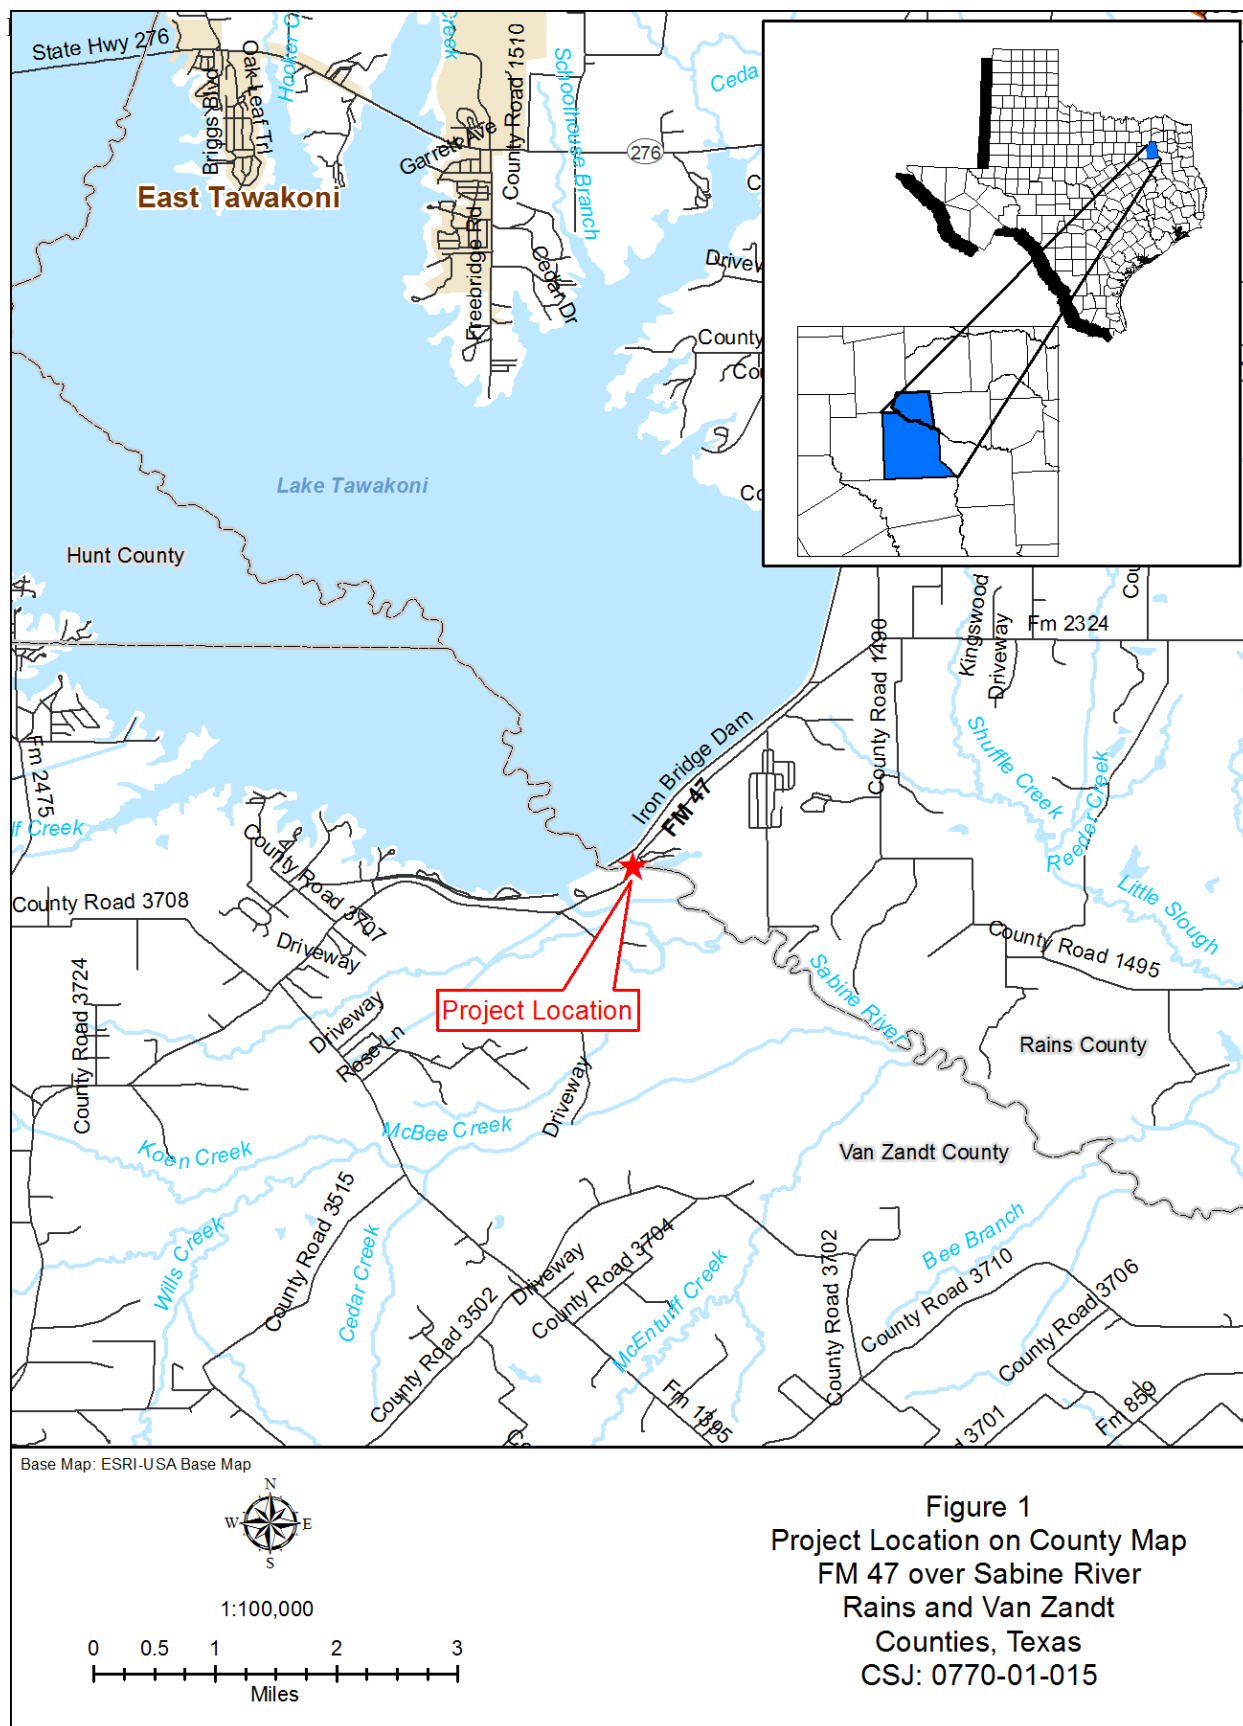 State Hwy 276
Briggs Blvd
Oak Leaf Trl
Creek
County Road 1510
Schoolhouse Branch
Ceda
Garrett Ave
276
East Tawakoni
Freebridge Rd
Cedar Dr
C
Drivew
County
Cou
Co
Lake Tawakoni
Hunt County
Cou
Kingswood
Driveway
Fm 2324
County Road 1490
Iron Bridge Dam
FM 47
Shuffle Creek
Reeder Creek
Little Slough
Fm 2475
ff Creek
County Road 3708
County Road 3707
Driveway
County Road 1495
Sabine River
County Road 3724
Project Location
Driveway
Rose Ln
Driveway
Rains County
McBee Creek
Koen Creek
Van Zandt County
Wills Creek
County Road 3515
Cedar Creek
Driveway
County Road 3704
McEntuff Creek
County Road 3702
Bee Branch
County Road 3710
County Road 3706
County Road 3502
Fm 1395
d 3701
Fm 859
Base Map: ESRI-USA Base Map
N
W E
S
1:100,000
0 0.5 1 2 3
Miles
Figure 1
Project Location on County Map
FM 47 over Sabine River
Rains and Van Zandt
Counties, Texas
CSJ: 0770-01-015